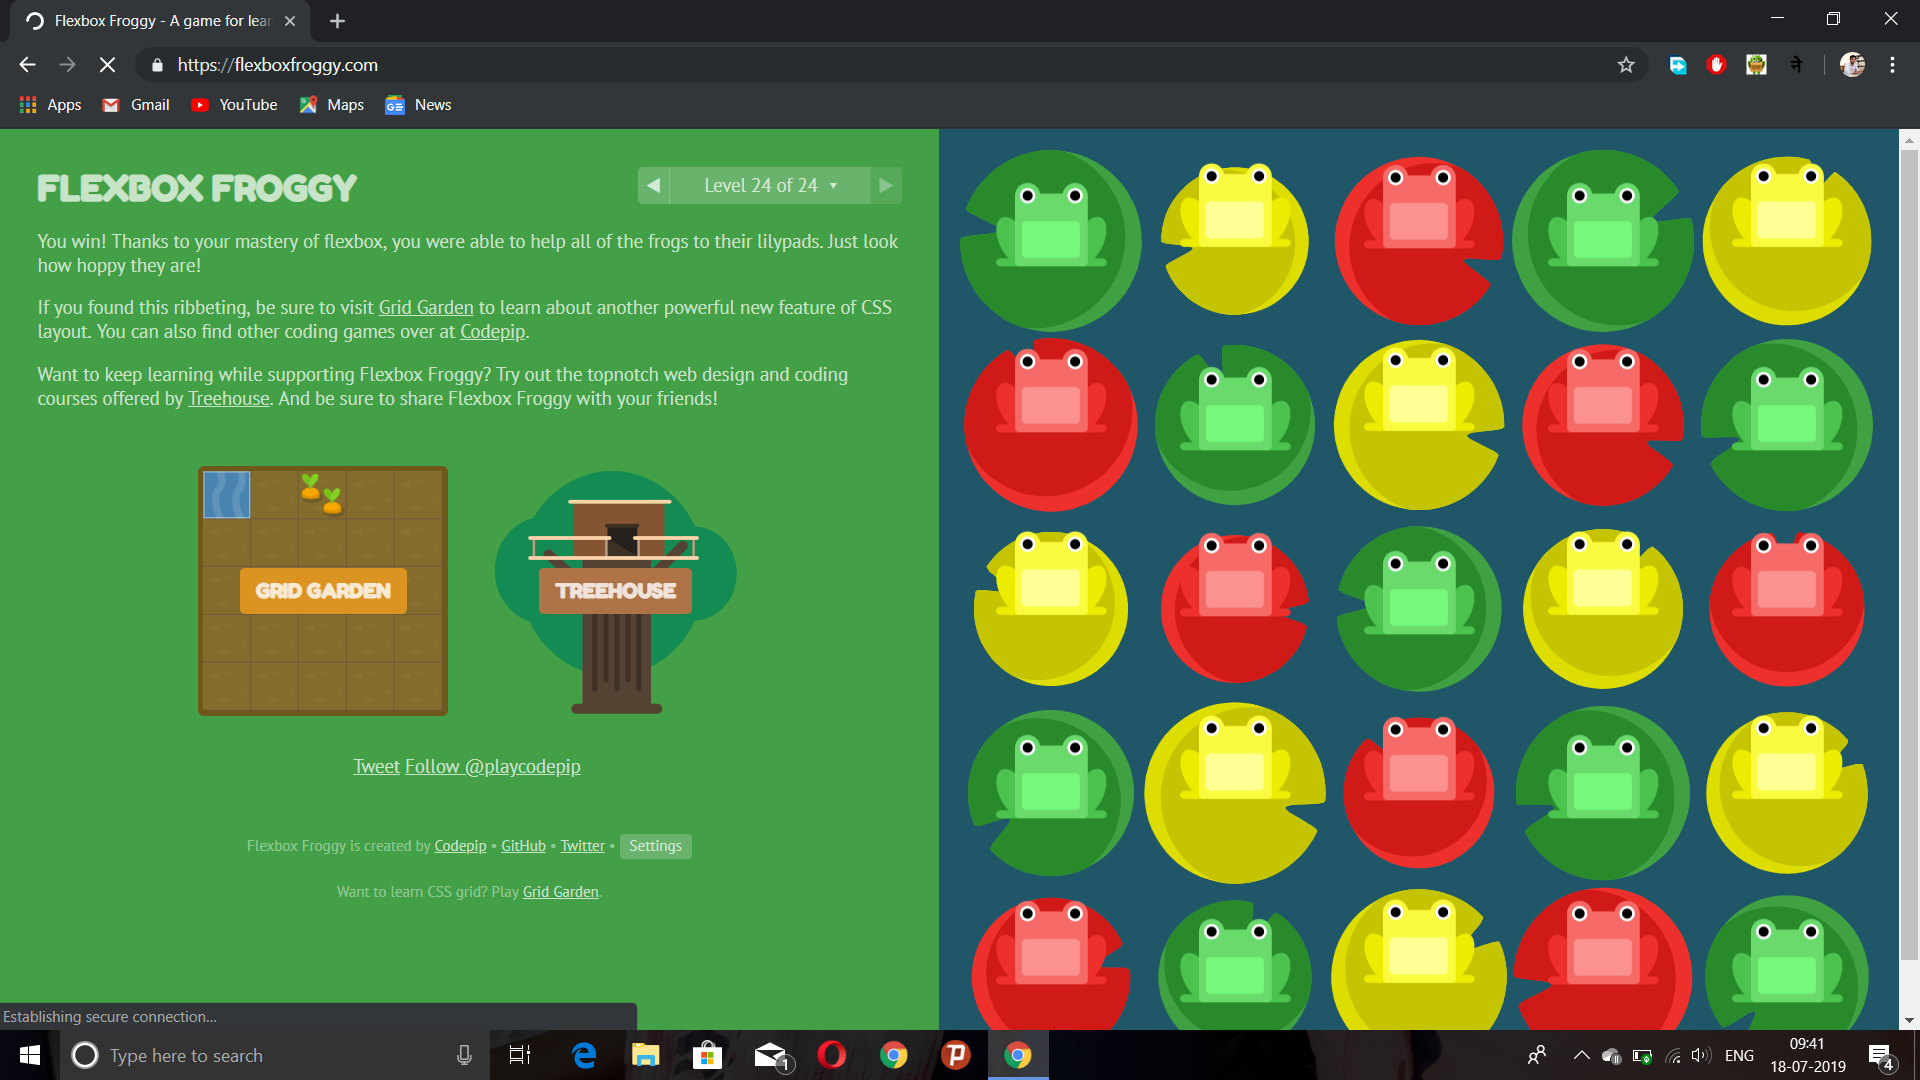 Flexbox Froggy - A game for lear
https://flexboxfroggy.com
ने
Apps Gmail YouTube Maps News
FLEXBOX FROGGY
◀ Level 24 of 24 ▼ ▶
You win! Thanks to your mastery of flexbox, you were able to help all of the frogs to their lilypads. Just look
how hoppy they are!
If you found this ribbeting, be sure to visit Grid Garden to learn about another powerful new feature of CSS
layout. You can also find other coding games over at Codepip.
Want to keep learning while supporting Flexbox Froggy? Try out the topnotch web design and coding
courses offered by Treehouse. And be sure to share Flexbox Froggy with your friends!
GRID GARDEN
TREEHOUSE
Tweet Follow @playcodepip
Flexbox Froggy is created by Codepip • GitHub • Twitter • Settings
Want to learn CSS grid? Play Grid Garden.
Establishing secure connection...
Type here to search
1
ENG
09:41
18-07-2019
4